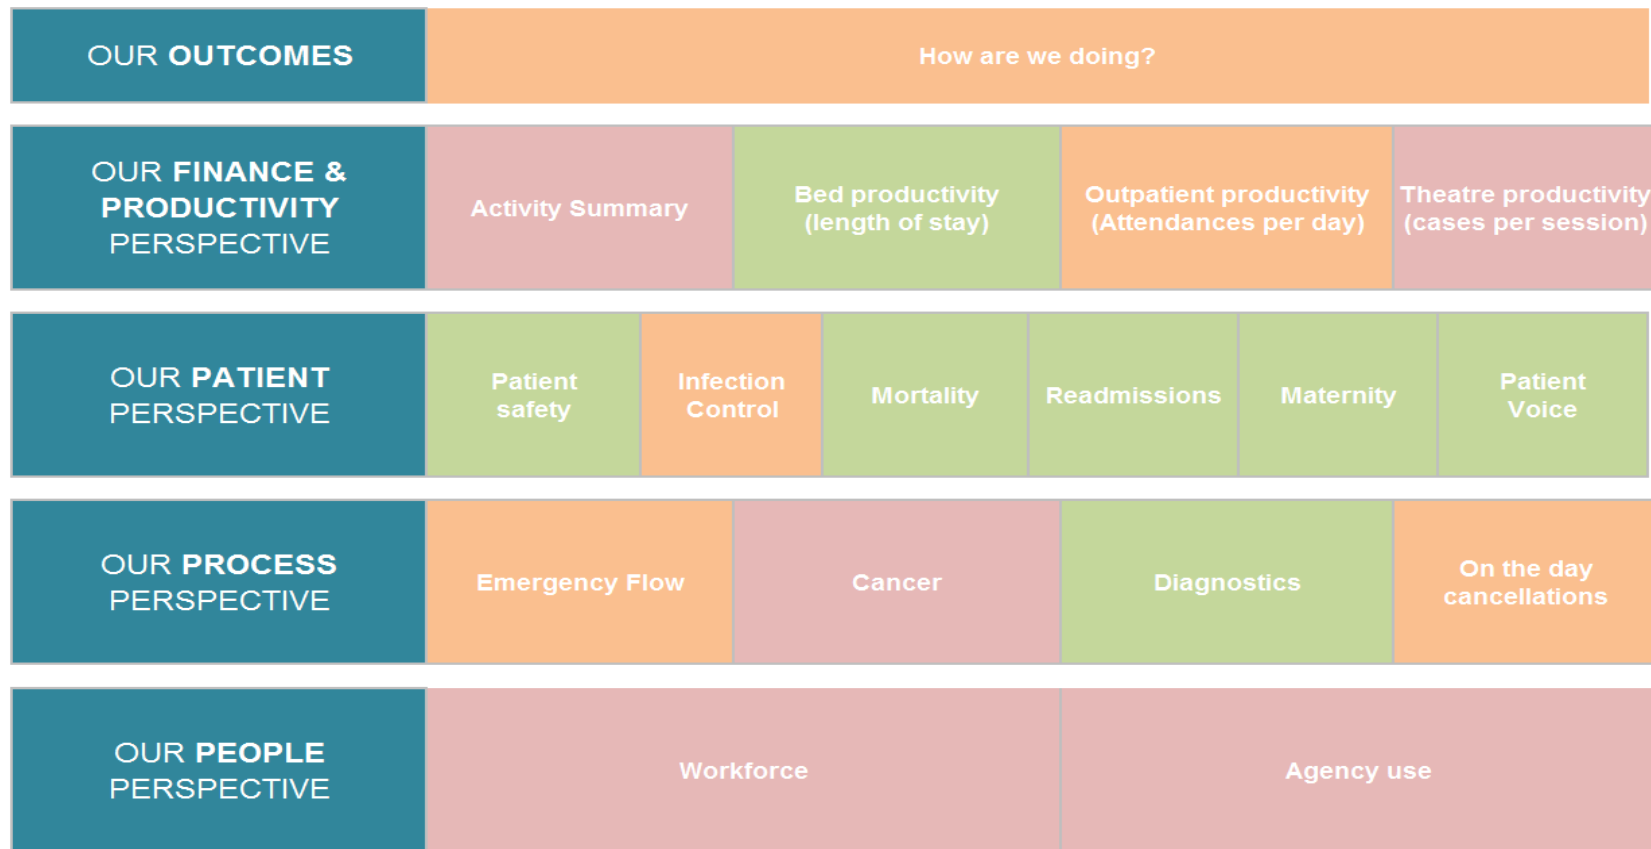 OUR OUTCOMES
How are we doing?
OUR FINANCE &
PRODUCTIVITY
PERSPECTIVE
Activity Summary
Bed productivity
(length of stay)
Outpatient productivity
(Attendances per day)
Theatre productivity
(cases per session)
OUR PATIENT
PERSPECTIVE
Patient
safety
Infection
Control
Mortality
Readmissions
Maternity
Patient
Voice
OUR PROCESS
PERSPECTIVE
Emergency Flow
Cancer
Diagnostics
On the day
cancellations
OUR PEOPLE
PERSPECTIVE
Workforce
Agency use